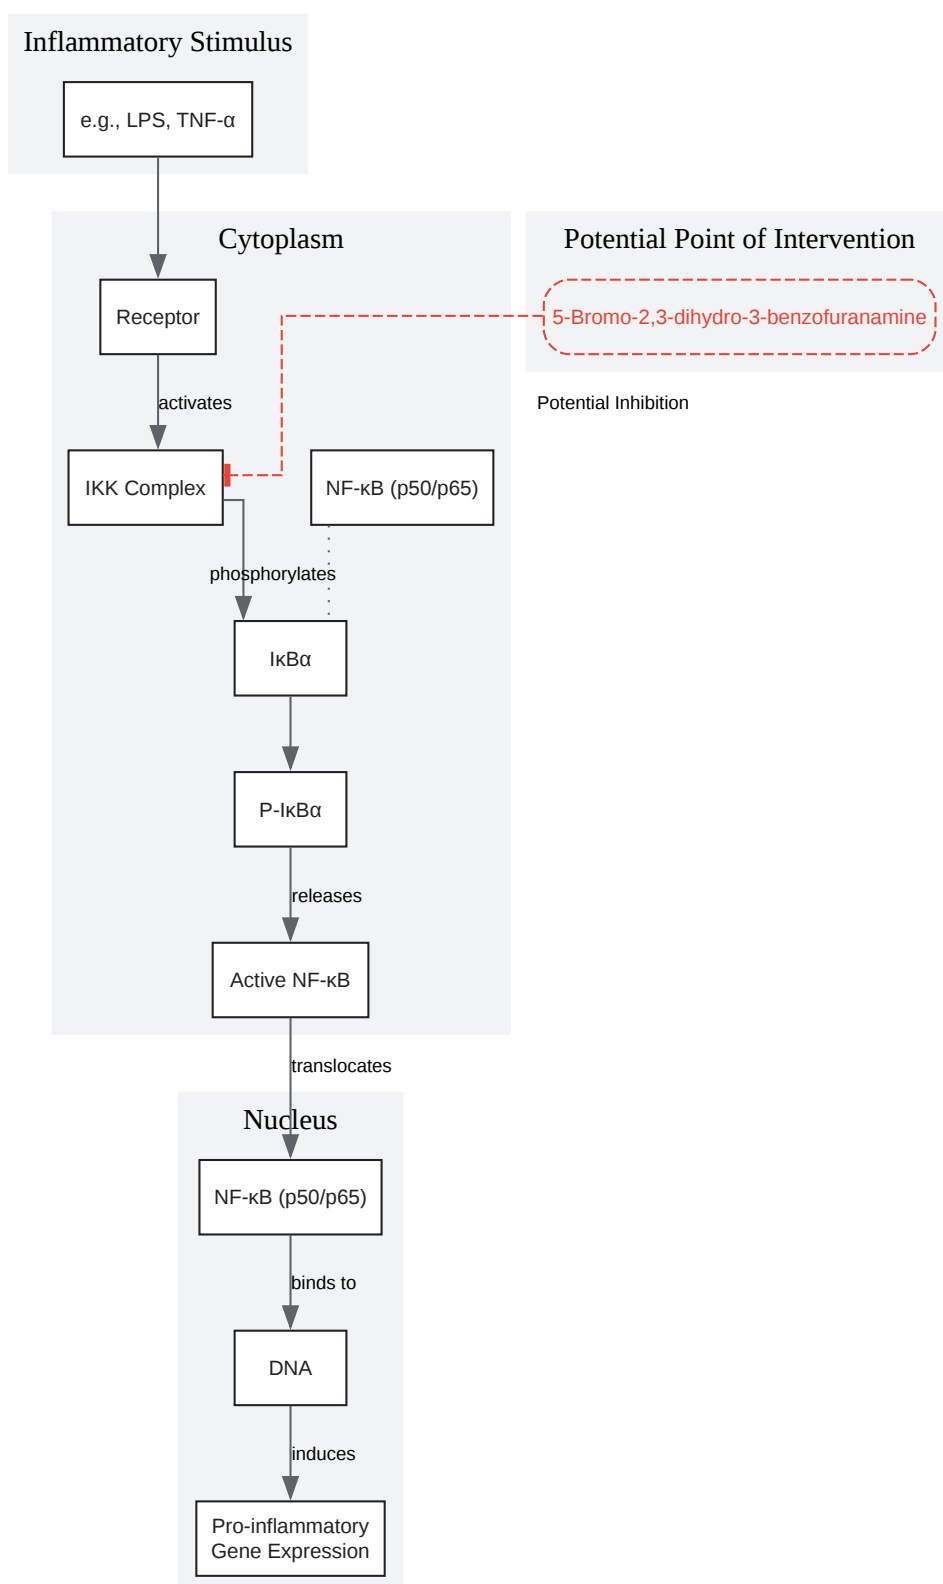 Inflammatory Stimulus
e.g., LPS, TNF-α
Cytoplasm
Potential Point of Intervention
Receptor
5-Bromo-2,3-dihydro-3-benzofuranamine
activates
Potential Inhibition
IKK Complex
NF-κB (p50/p65)
phosphorylates
IκBα
P-IκBα
releases
Active NF-κB
translocates
Nucleus
NF-κB (p50/p65)
binds to
DNA
induces
Pro-inflammatory
Gene Expression